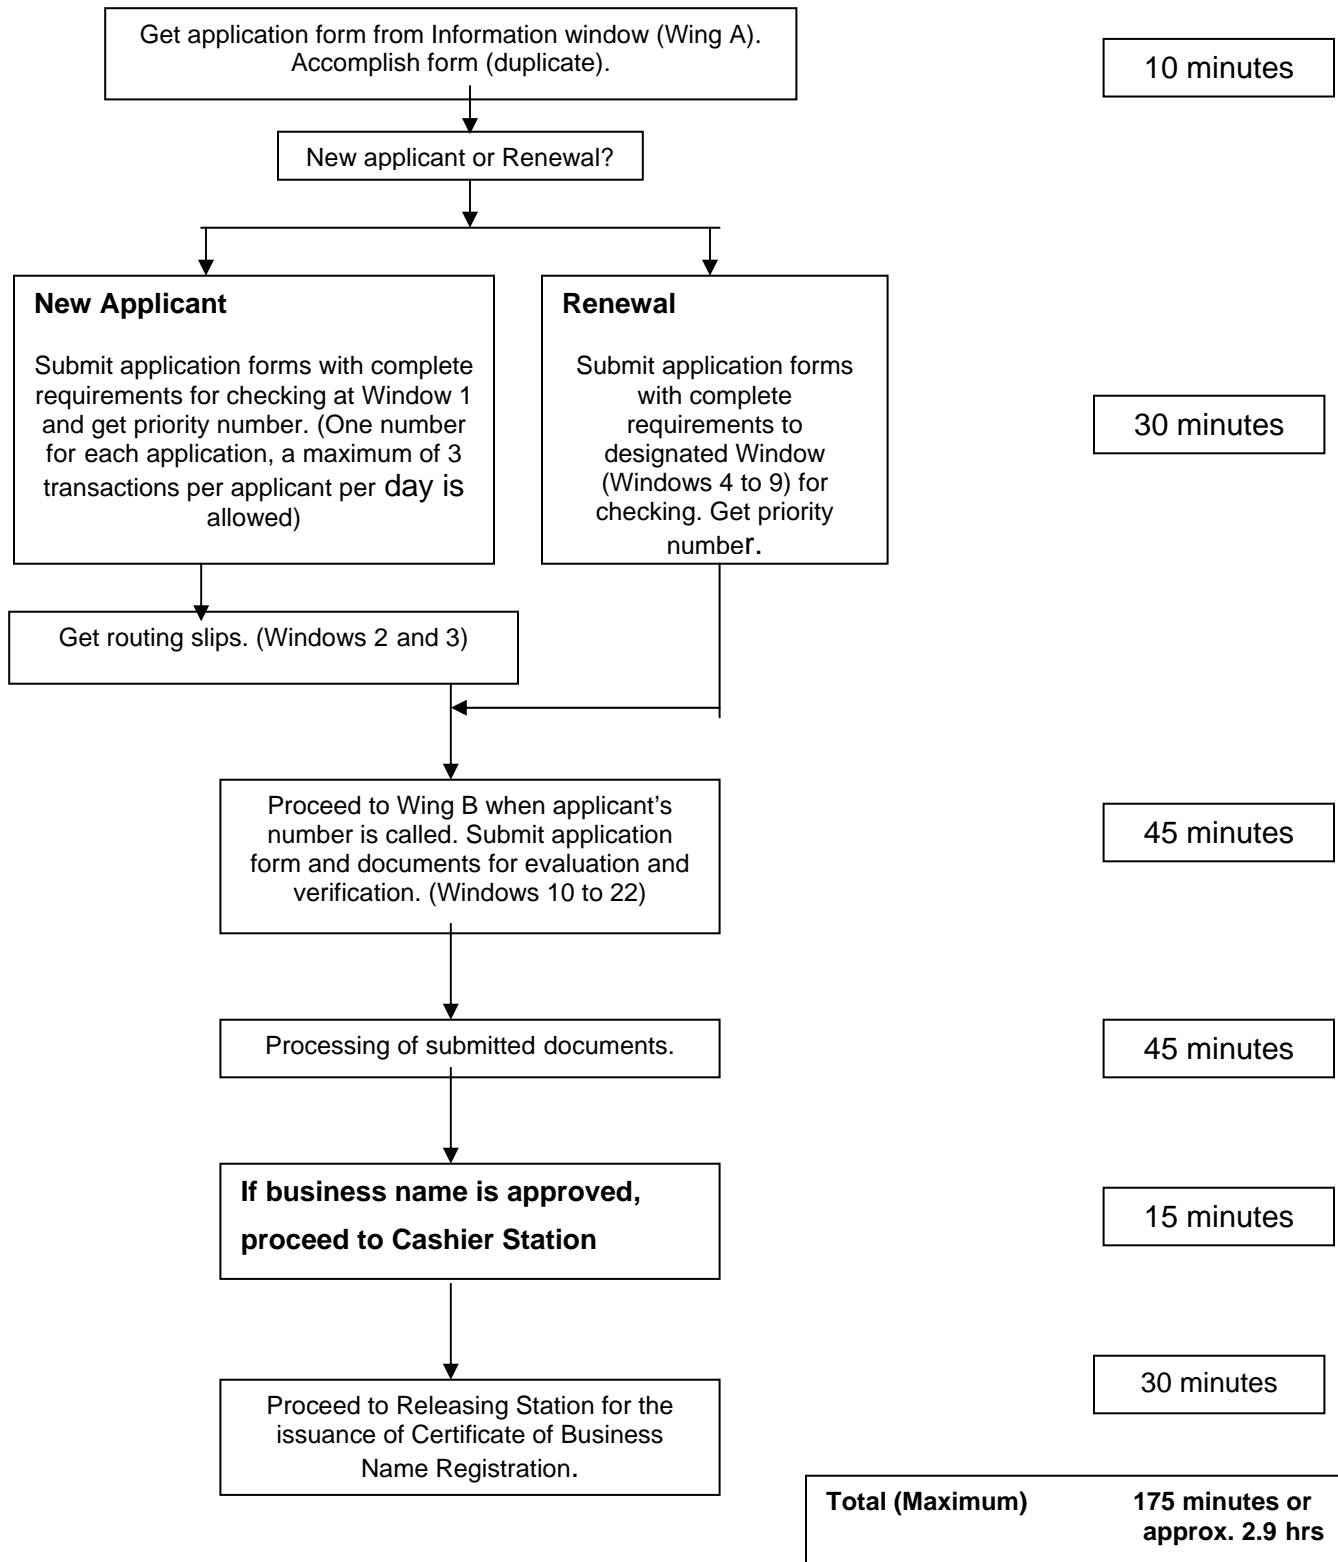 Get application form from Information window (Wing A).
Accomplish form (duplicate).
10 minutes
New applicant or Renewal?
New Applicant
Submit application forms with complete
requirements for checking at Window 1
and get priority number. (One number
for each application, a maximum of 3
transactions per applicant per day is
allowed)
Renewal
Submit application forms
with complete
requirements to
designated Window
(Windows 4 to 9) for
checking. Get priority
number.
30 minutes
Get routing slips. (Windows 2 and 3)
Proceed to Wing B when applicant’s
number is called. Submit application
form and documents for evaluation and
verification. (Windows 10 to 22)
45 minutes
Processing of submitted documents.
45 minutes
If business name is approved,
proceed to Cashier Station
15 minutes
Proceed to Releasing Station for the
issuance of Certificate of Business
Name Registration.
30 minutes
Total (Maximum) 175 minutes or
approx. 2.9 hrs